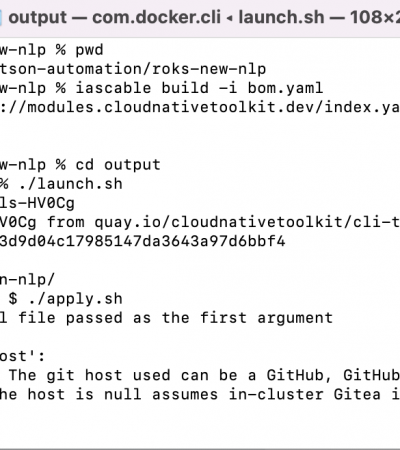 output — com.docker.cli ◂ launch.sh — 108×2
w-nlp % pwd
tson-automation/roks-new-nlp
w-nlp % iascable build -i bom.yaml
://modules.cloudnativetoolkit.dev/index.ya
w-nlp % cd output
% ./launch.sh
ls-HV0Cg
V0Cg from quay.io/cloudnativetoolkit/cli-t
3d9d04c17985147da3643a97d6bbf4
n-nlp/
$ ./apply.sh
l file passed as the first argument
ost':
The git host used can be a GitHub, GitHub
he host is null assumes in-cluster Gitea i